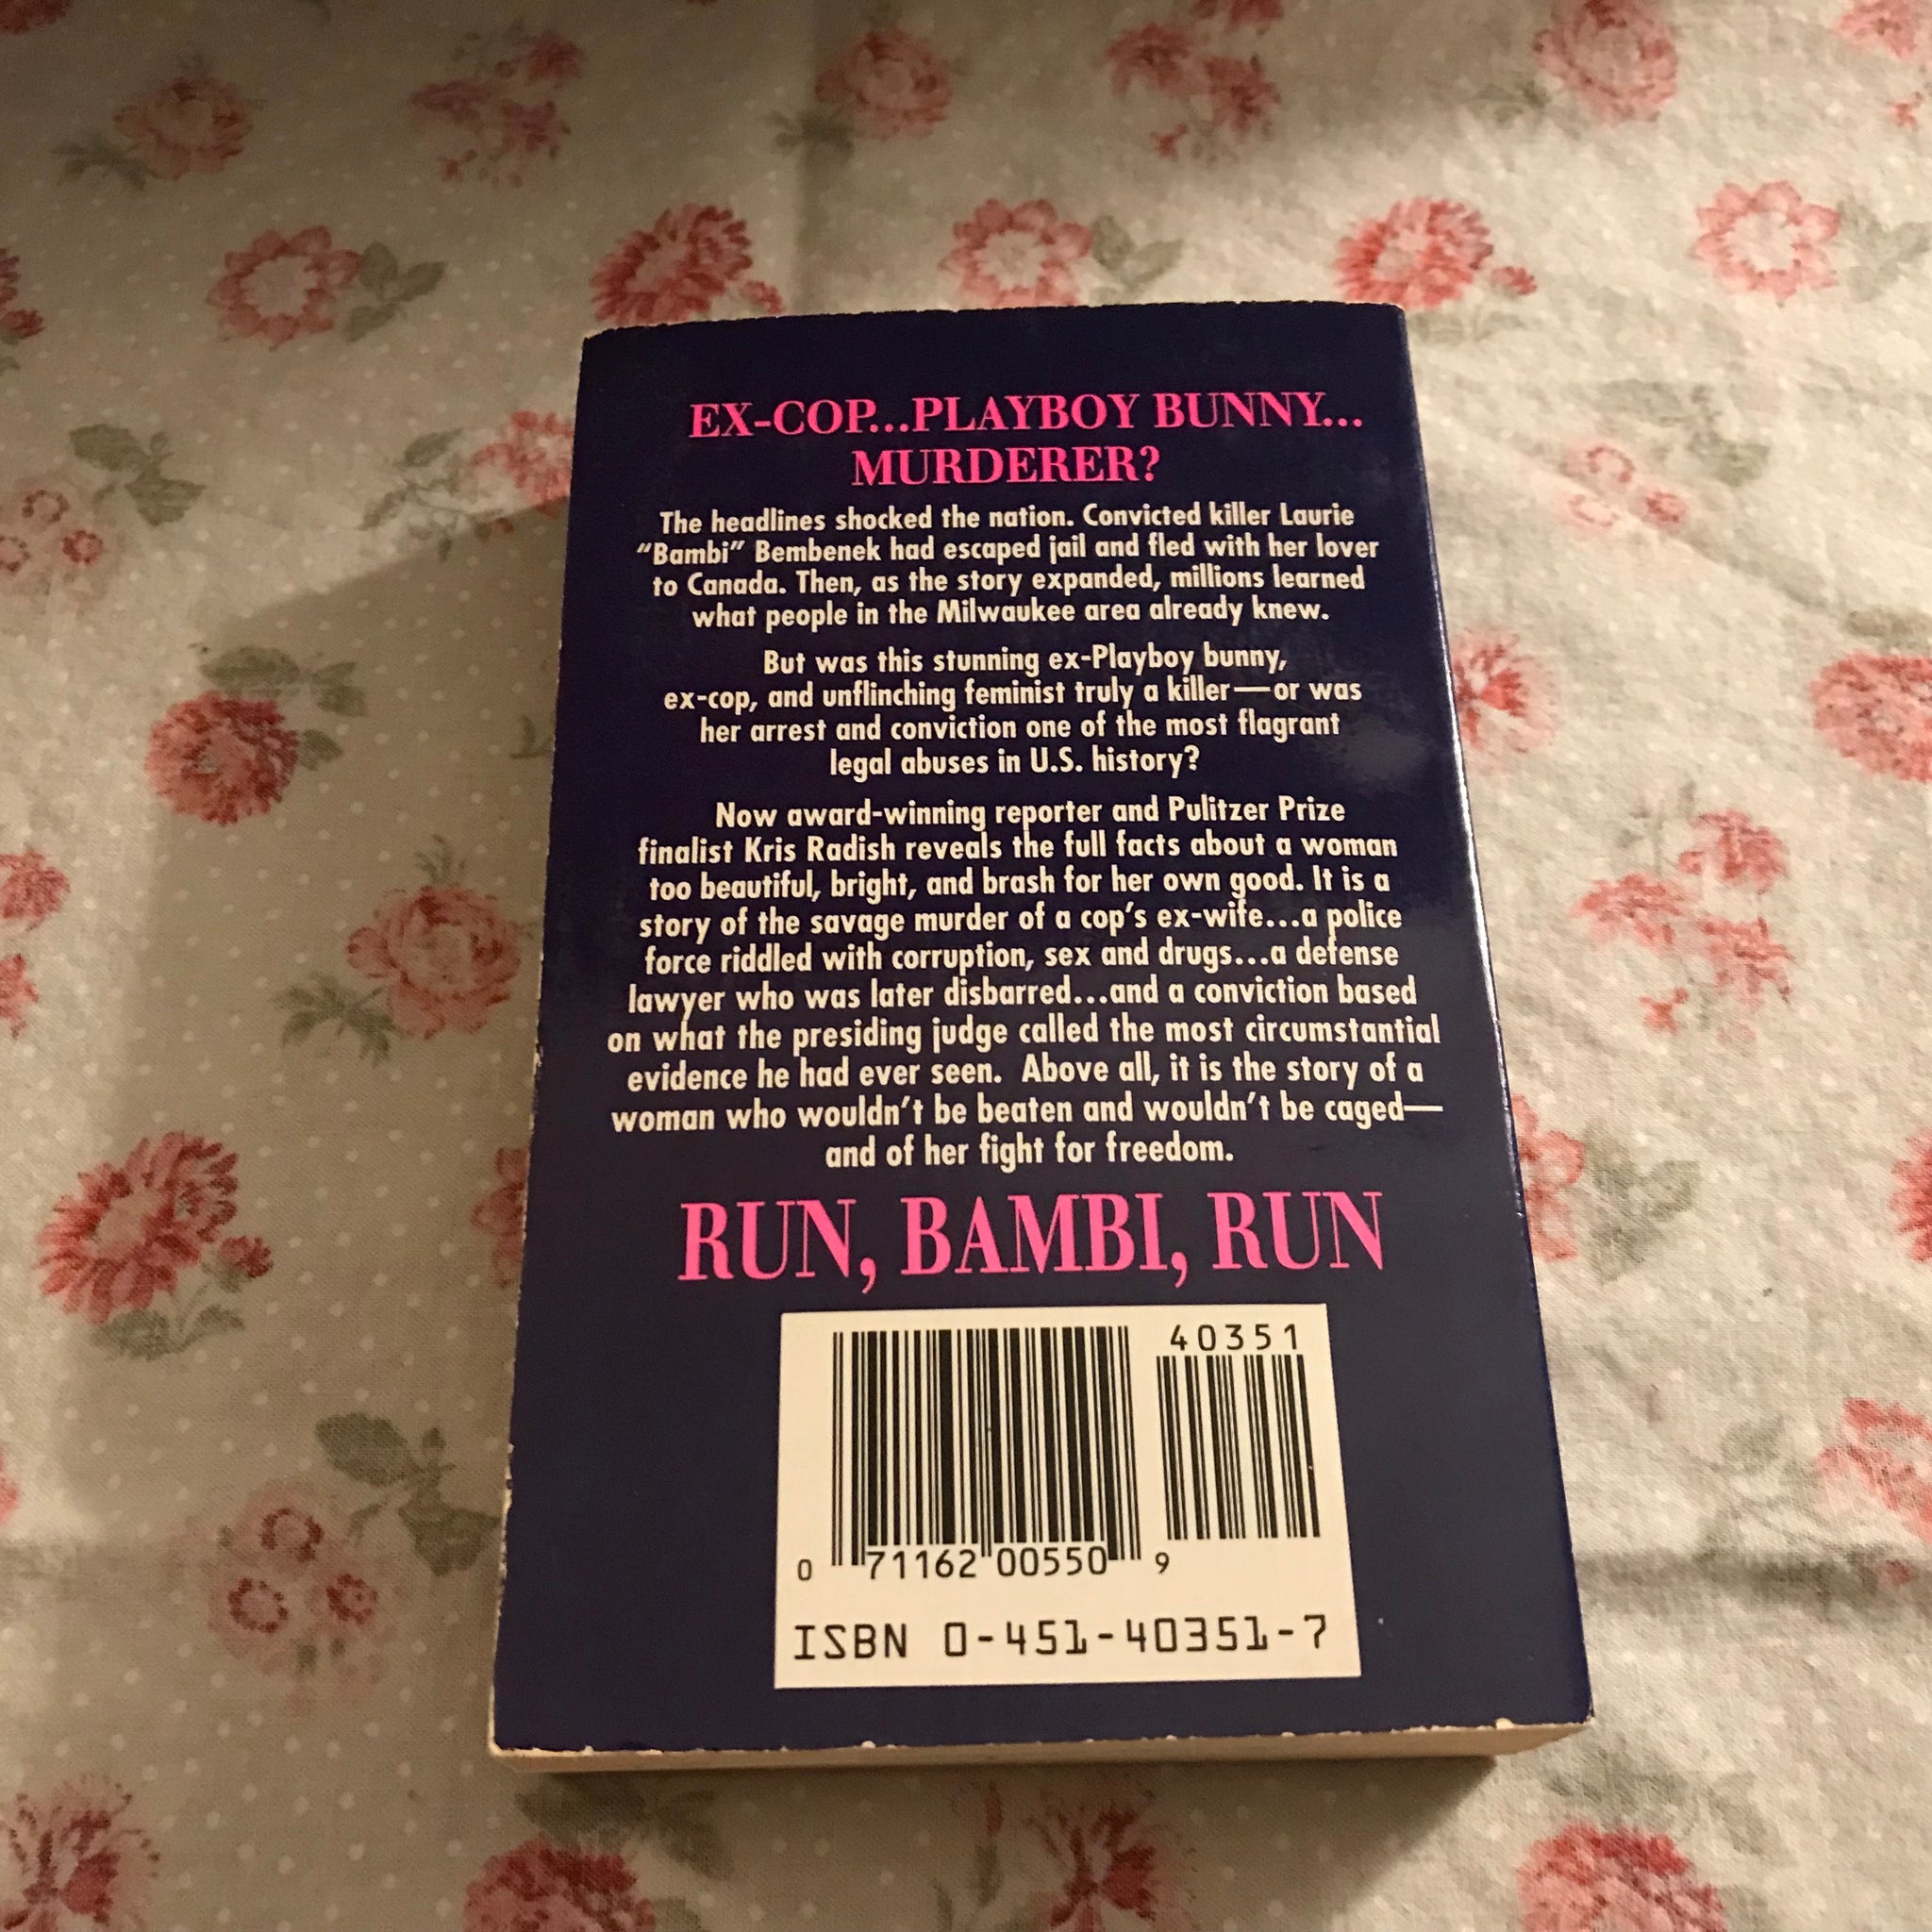 EX-COP...PLAYBOY BUNNY...
MURDERER?
The headlines shocked the nation. Convicted killer Laurie
“Bambi” Bembenek had escaped jail and fled with her lover
to Canada. Then, as the story expanded, millions learned
what people in the Milwaukee area already knew.
But was this stunning ex-Playboy bunny,
ex-cop, and unflinching feminist truly a killer—or was
her arrest and conviction one of the most flagrant
legal abuses in U.S. history?
Now award-winning reporter and Pulitzer Prize
finalist Kris Radish reveals the full facts about a woman
too beautiful, bright, and brash for her own good. It is a
story of the savage murder of a cop’s ex-wife...a police
force riddled with corruption, sex and drugs...a defense
lawyer who was later disbarred...and a conviction based
on what the presiding judge called the most circumstantial
evidence he had ever seen. Above all, it is the story of a
woman who wouldn’t be beaten and wouldn’t be caged—
and of her fight for freedom.
RUN, BAMBI, RUN
40351
0 71162 00550 9
ISBN 0-451-40351-7